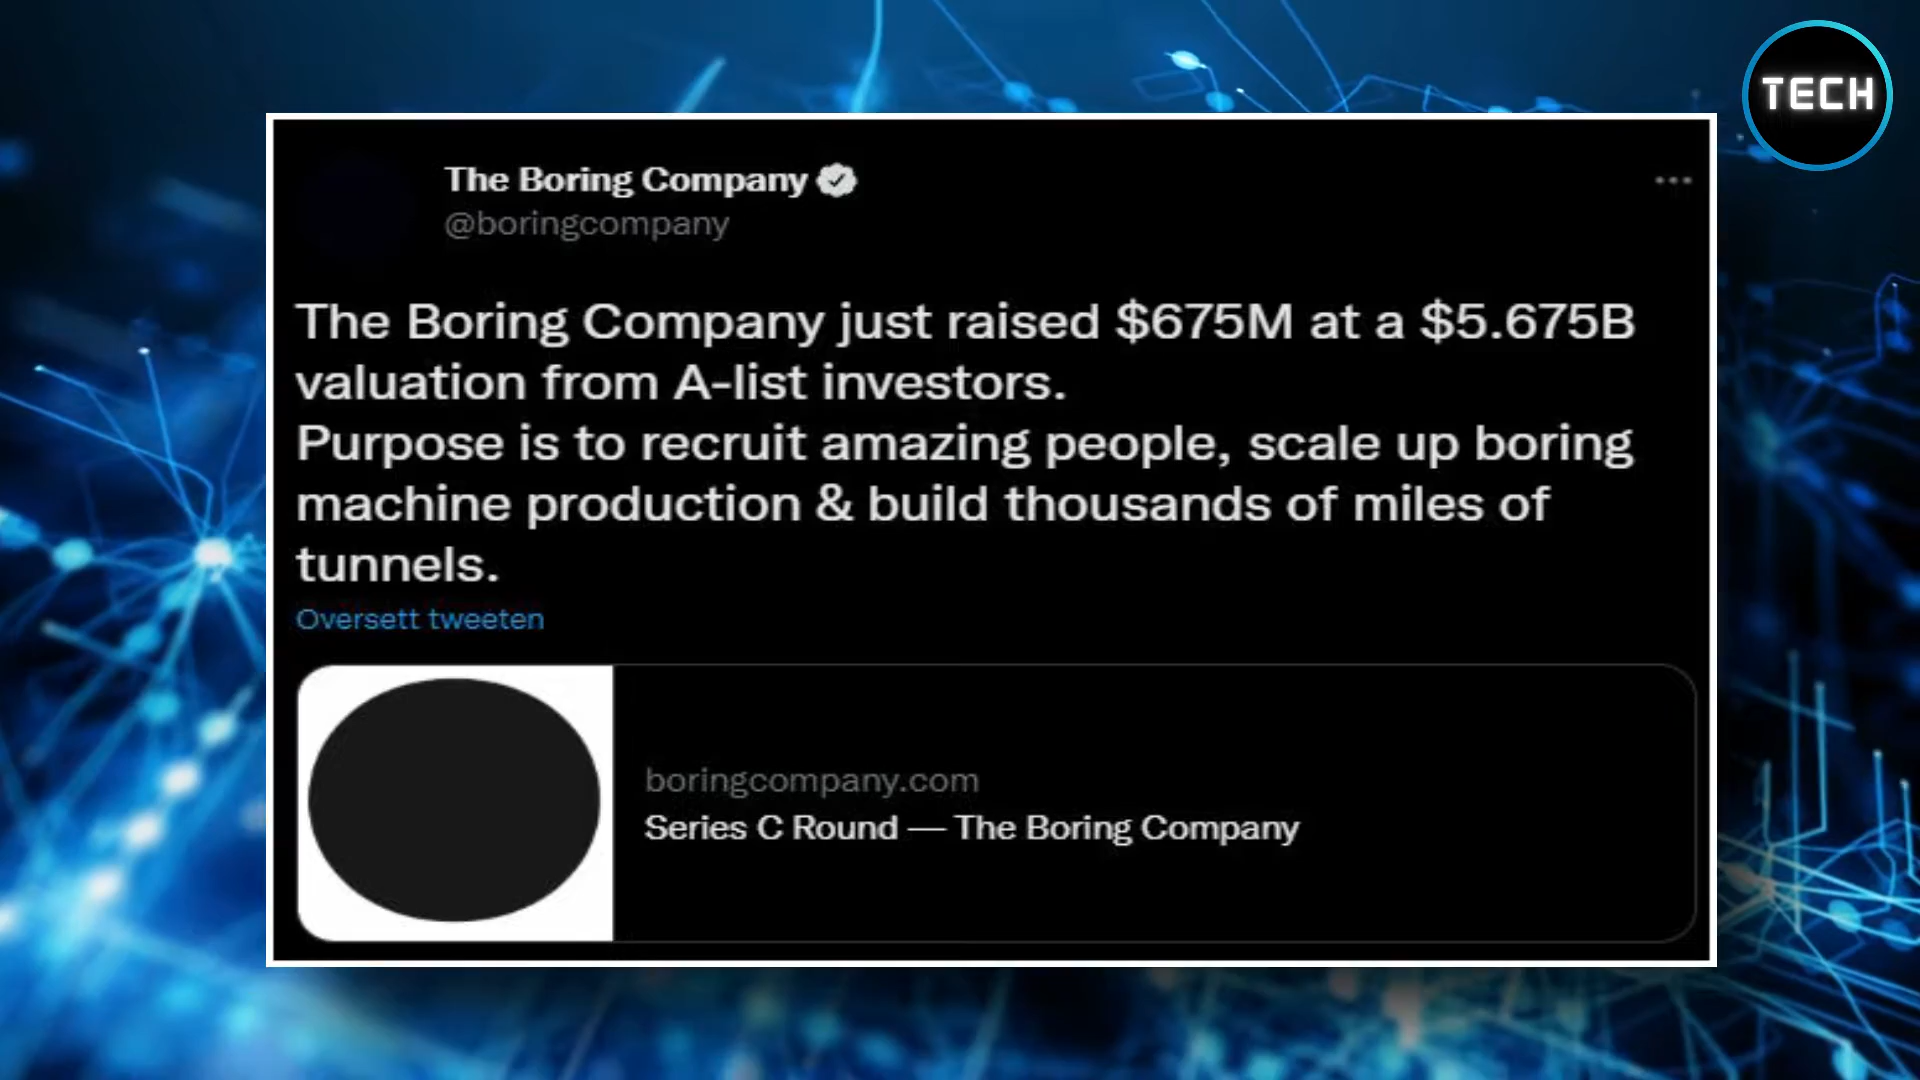 TECH
The Boring Company
@boringcompany
The Boring Company just raised $675M at a $5.675B
valuation from A-list investors.
Purpose is to recruit amazing people, scale up boring
machine production & build thousands of miles of
tunnels.
Oversett tweeten
boringcompany.com
Series C Round — The Boring Company